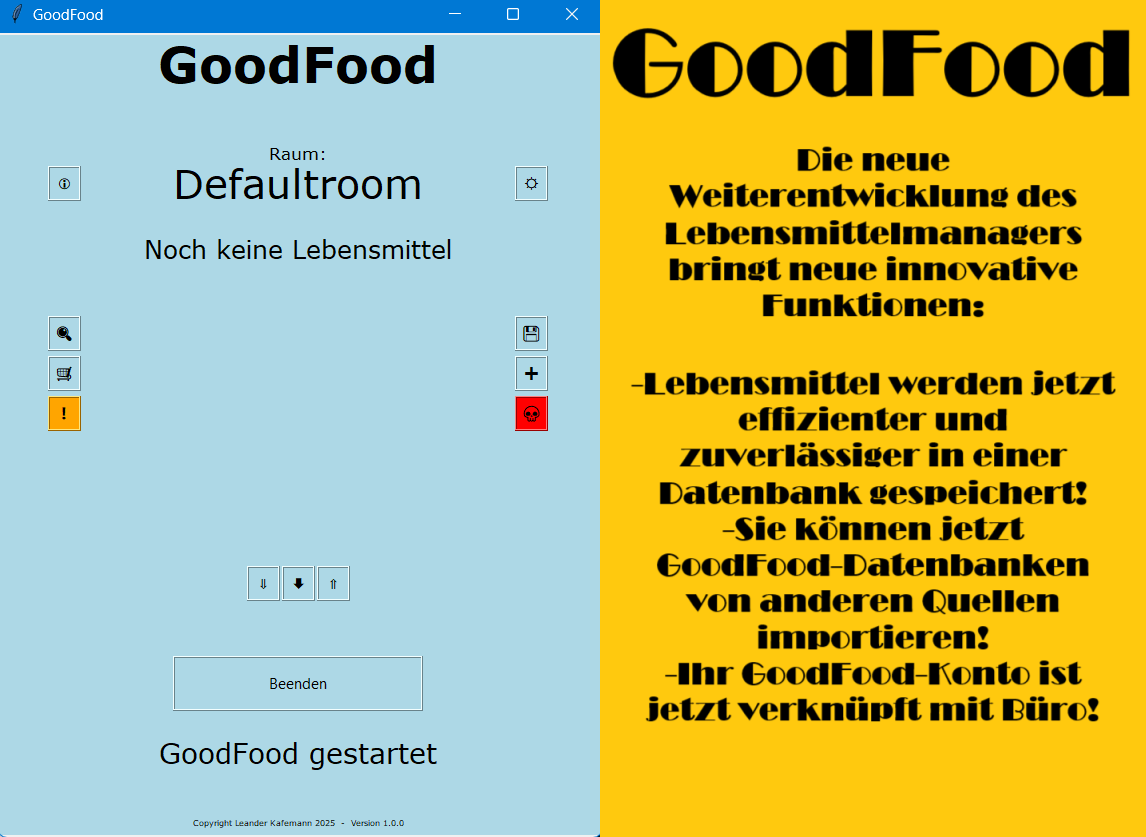 GoodFood
GoodFood
Raum:
Defaultroom
Noch keine Lebensmittel
!
+
Beenden
GoodFood gestartet
Copyright Leander Kafemann 2025 - Version 1.0.0
GoodFood
Die neue
Weiterentwicklung des
Lebensmittelmanagers
bringt neue innovative
Funktionen:
-Lebensmittel werden jetzt
effizienter und
zuverlässiger in einer
Datenbank gespeichert!
-Sie können jetzt
GoodFood-Datenbanken
von anderen Quellen
importieren!
-Ihr GoodFood-Konto ist
jetzt verknüpft mit Büro!